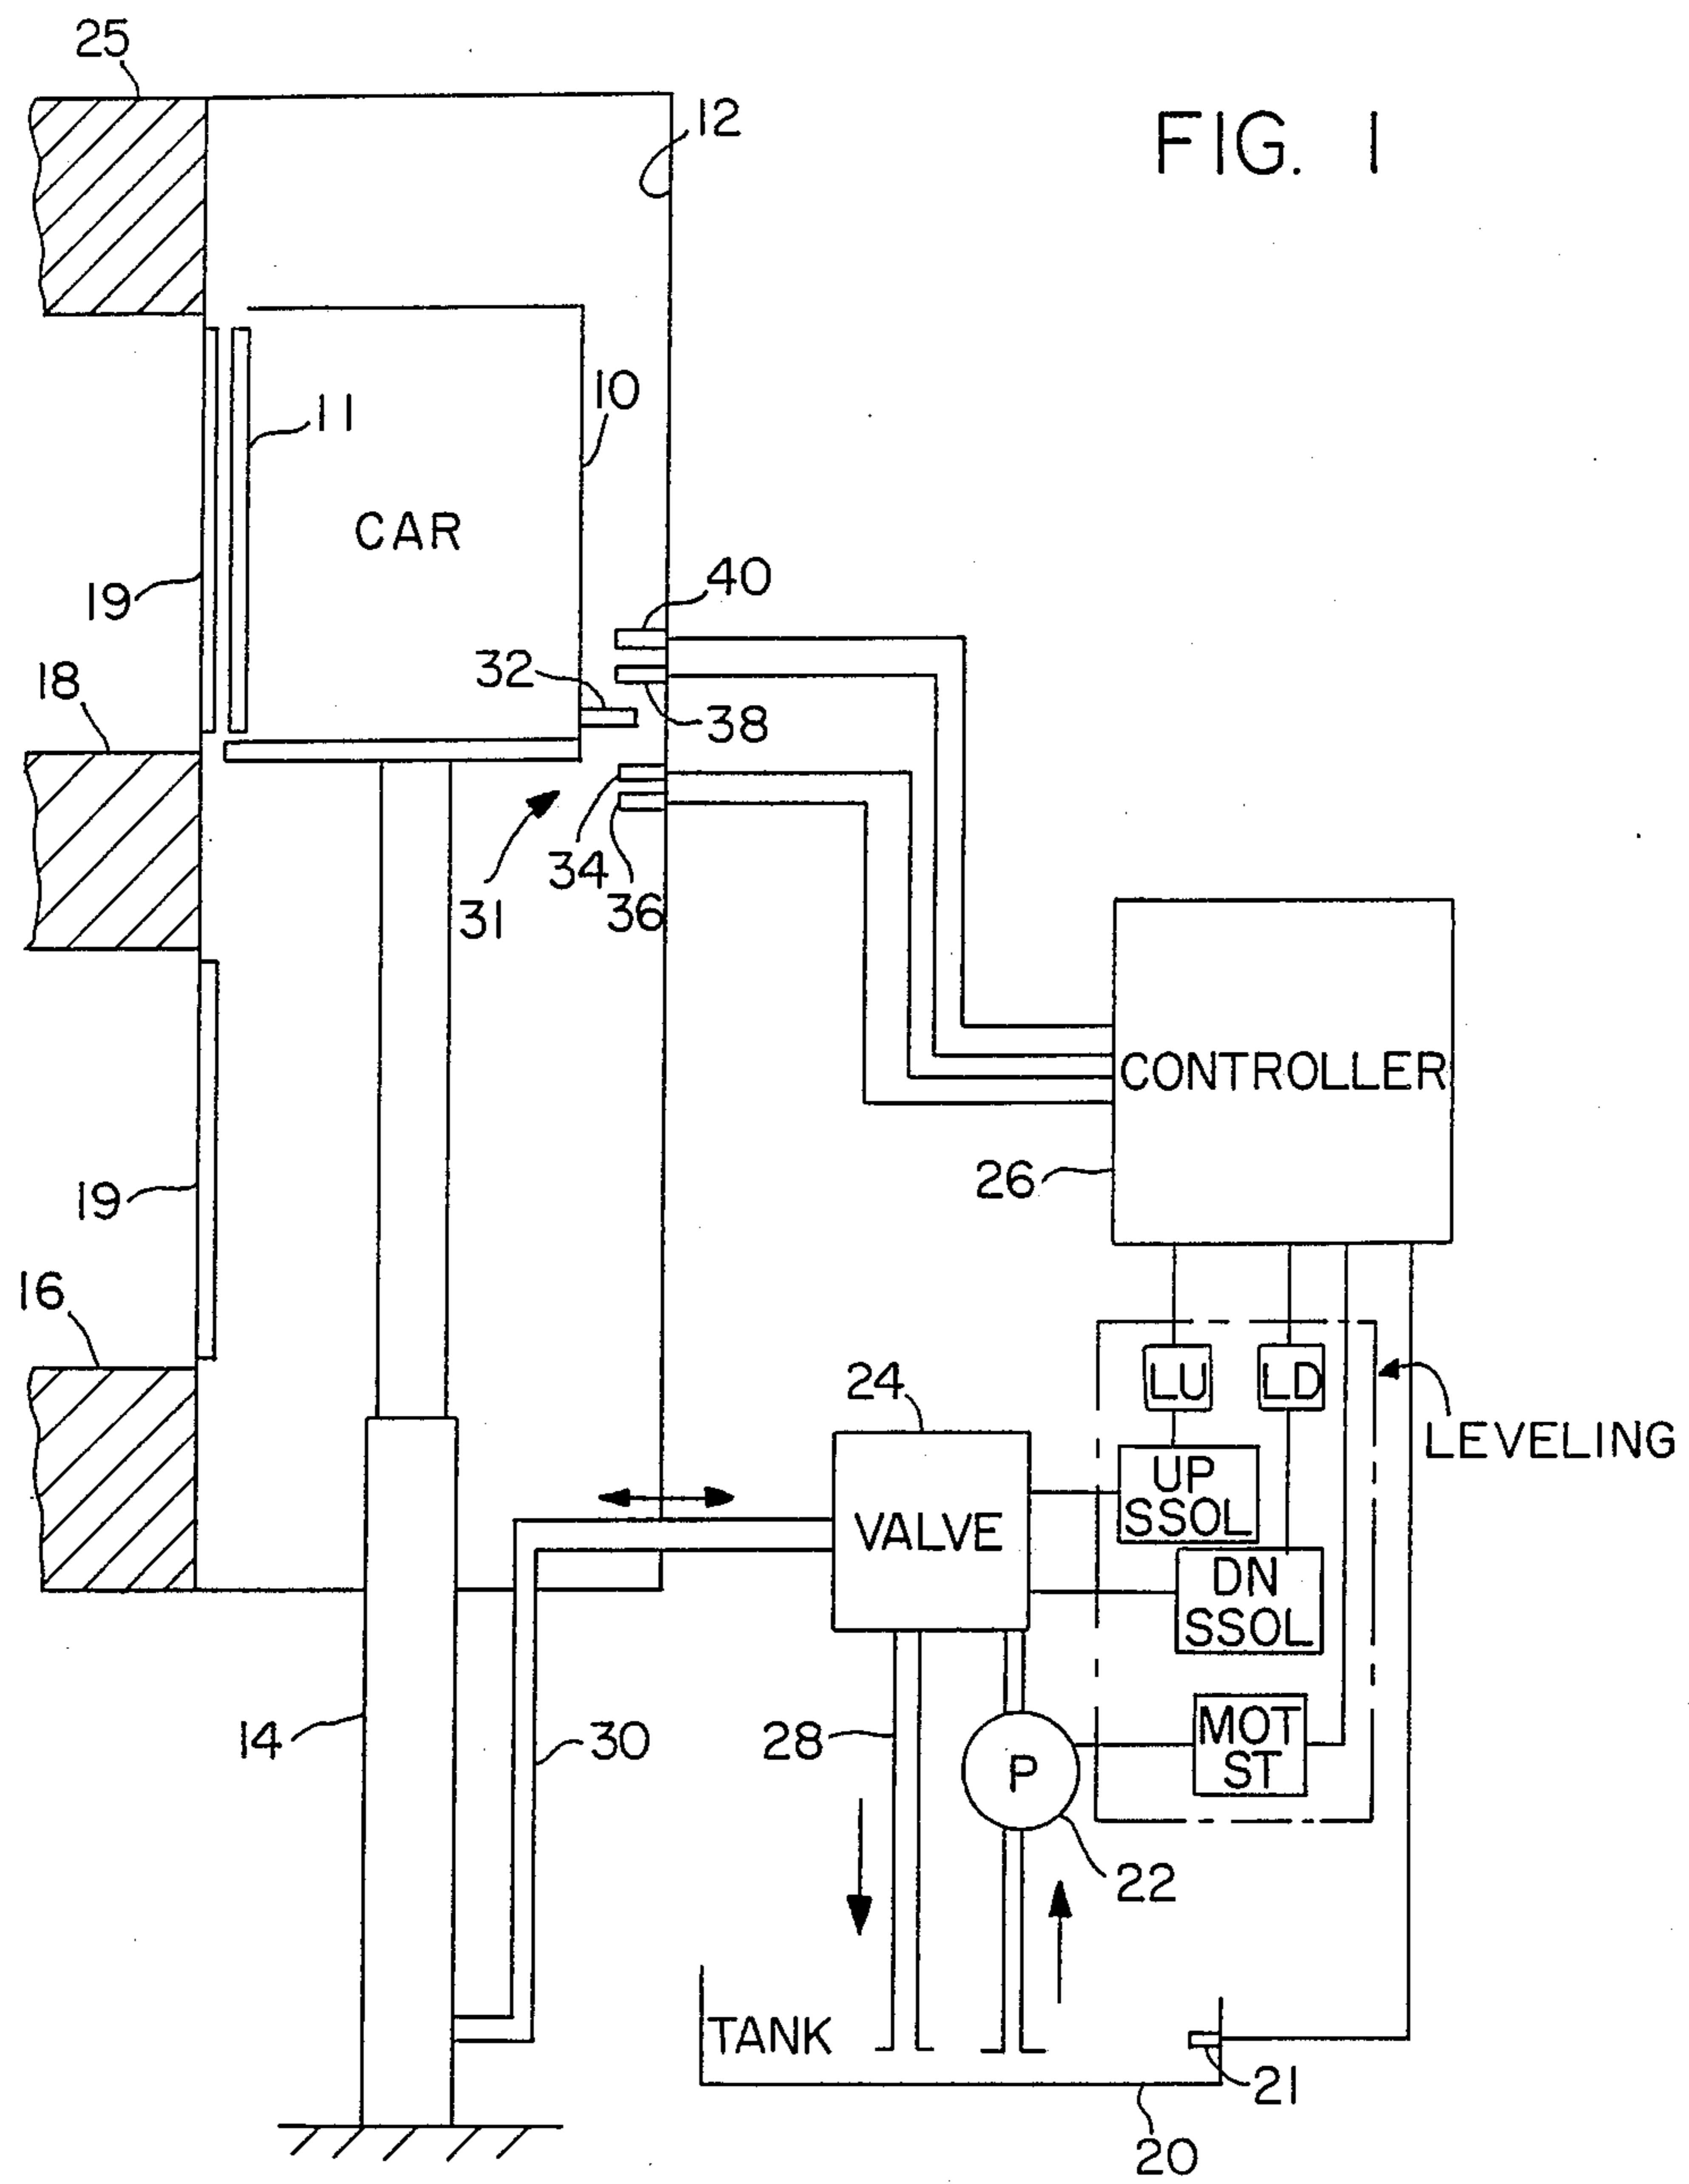 25
12
FIG. 1
10
11
CAR
40
19
32
18
38
34
31
36
CONTROLLER
26
19
16
24
LU
LD
LEVELING
UP
SSOL
VALVE
DN
SSOL
14
30
28
MOT
ST
P
22
TANK
21
20